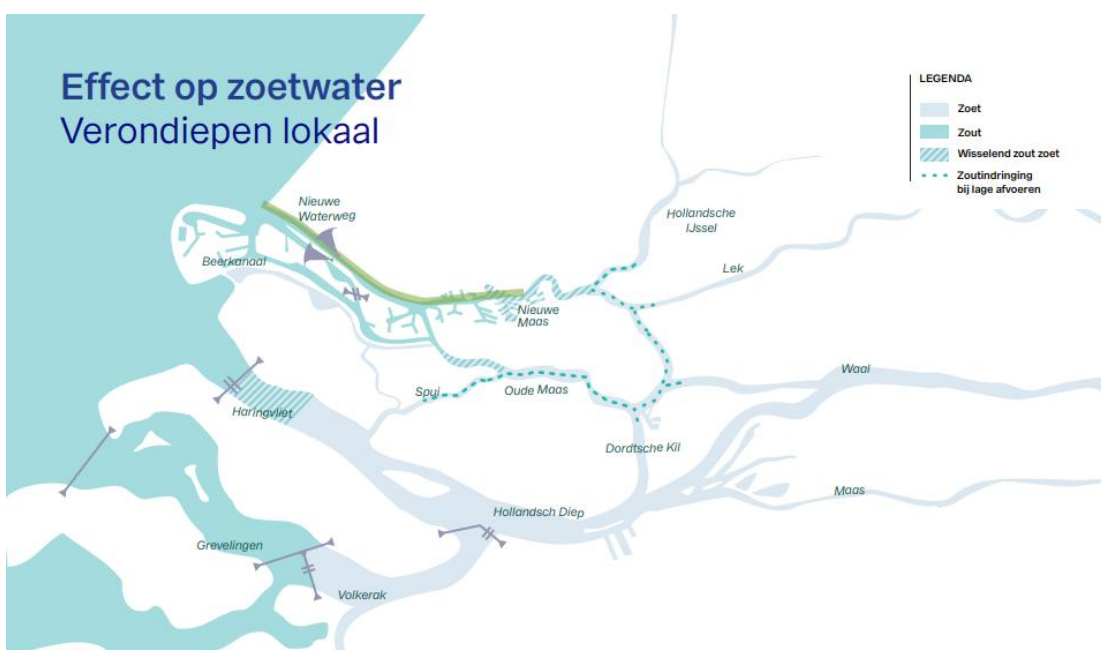 Effect op zoetwater
Verondiepen lokaal
LEGENDA
Zoet
Zout
Wisselend zout zoet
Zoutindringing
bij lage afvoeren
Nieuwe
Waterweg
Hollandsche
IJssel
Beerkanaal
Lek
Nieuwe
Maas
Waal
Spui
Oude Maas
Haringvliet
Dordtsche Kil
Maas
Hollandsch Diep
Grevelingen
Volkerak